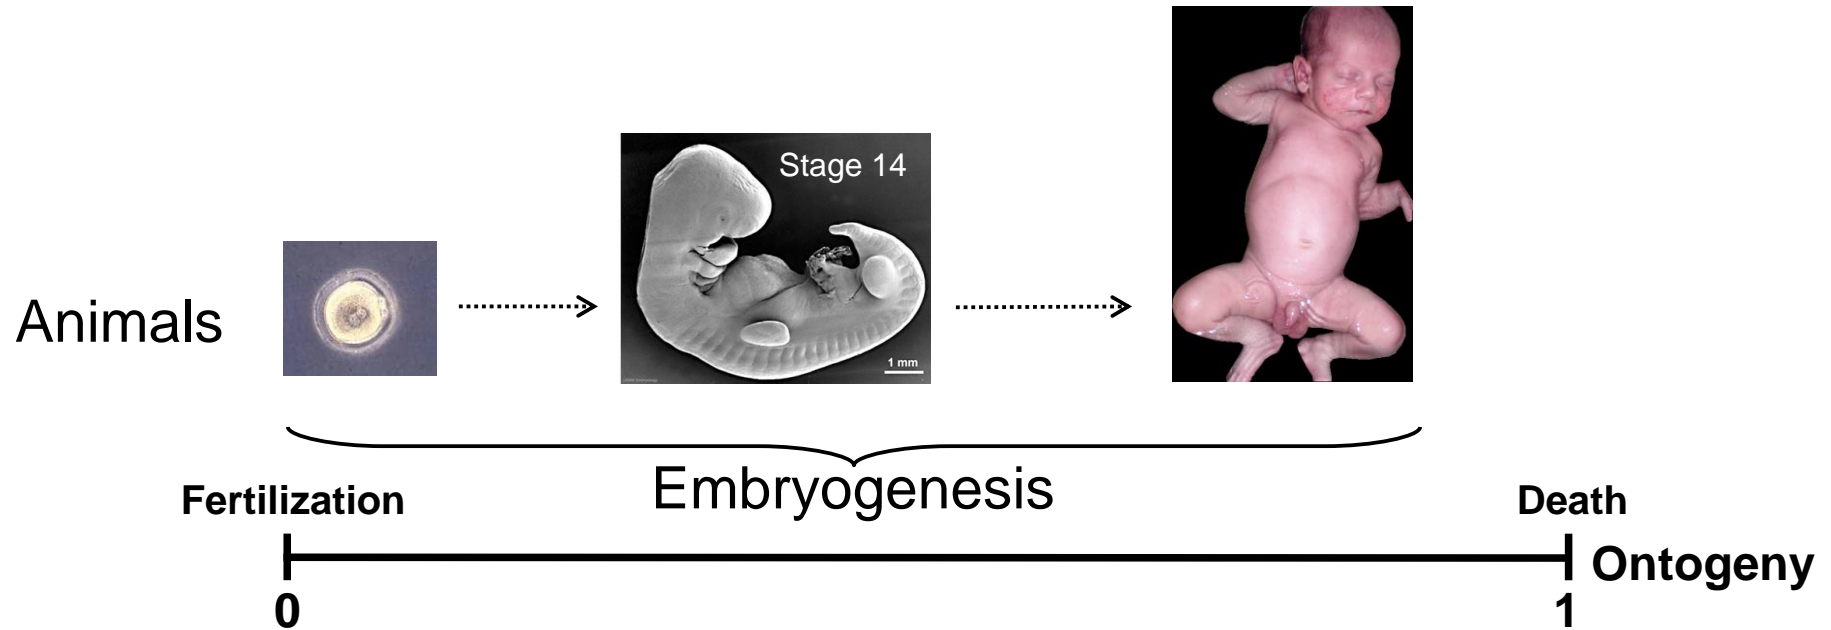 Stage 14
1 mm
Animals
Embryogenesis
Fertilization
Death
Ontogeny
0
1